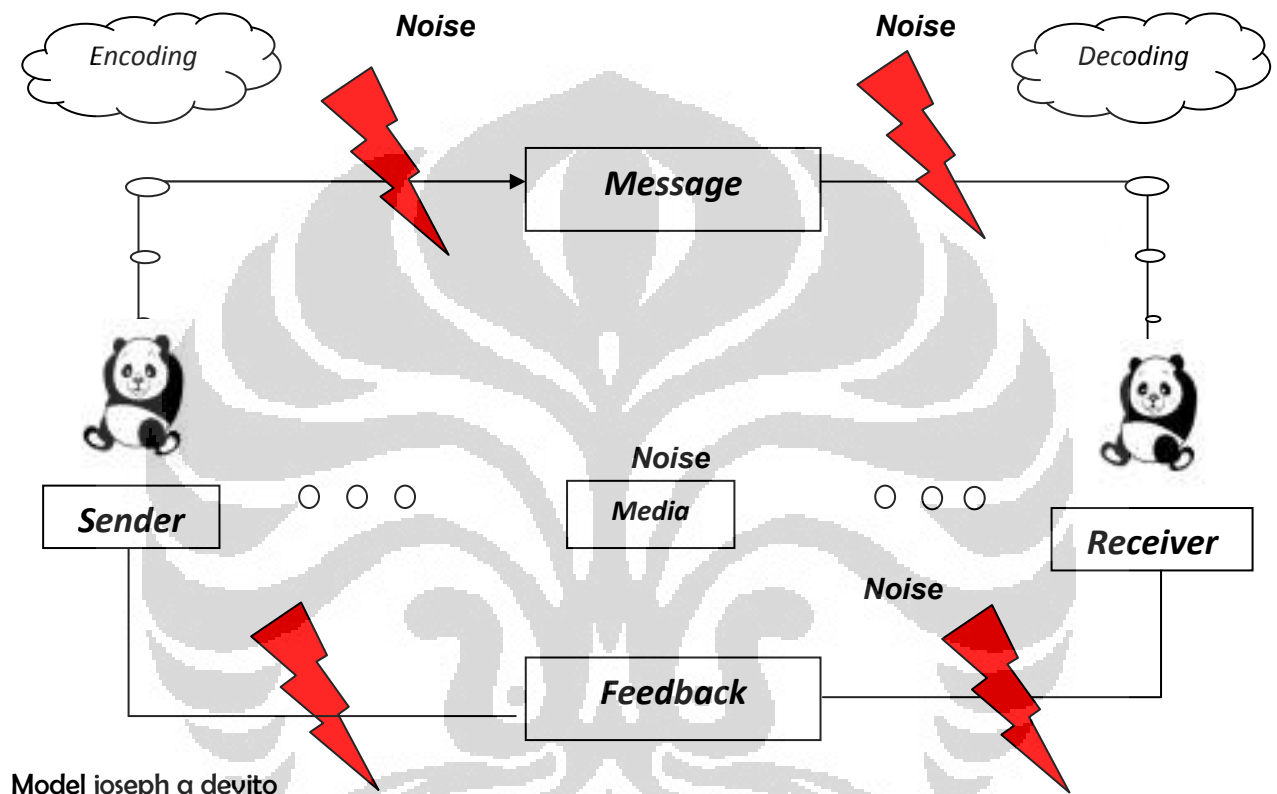 Noise
Noise
Encoding
Decoding
Message
Noise
Media
Sender
Receiver
Noise
Feedback
Model joseph a devito